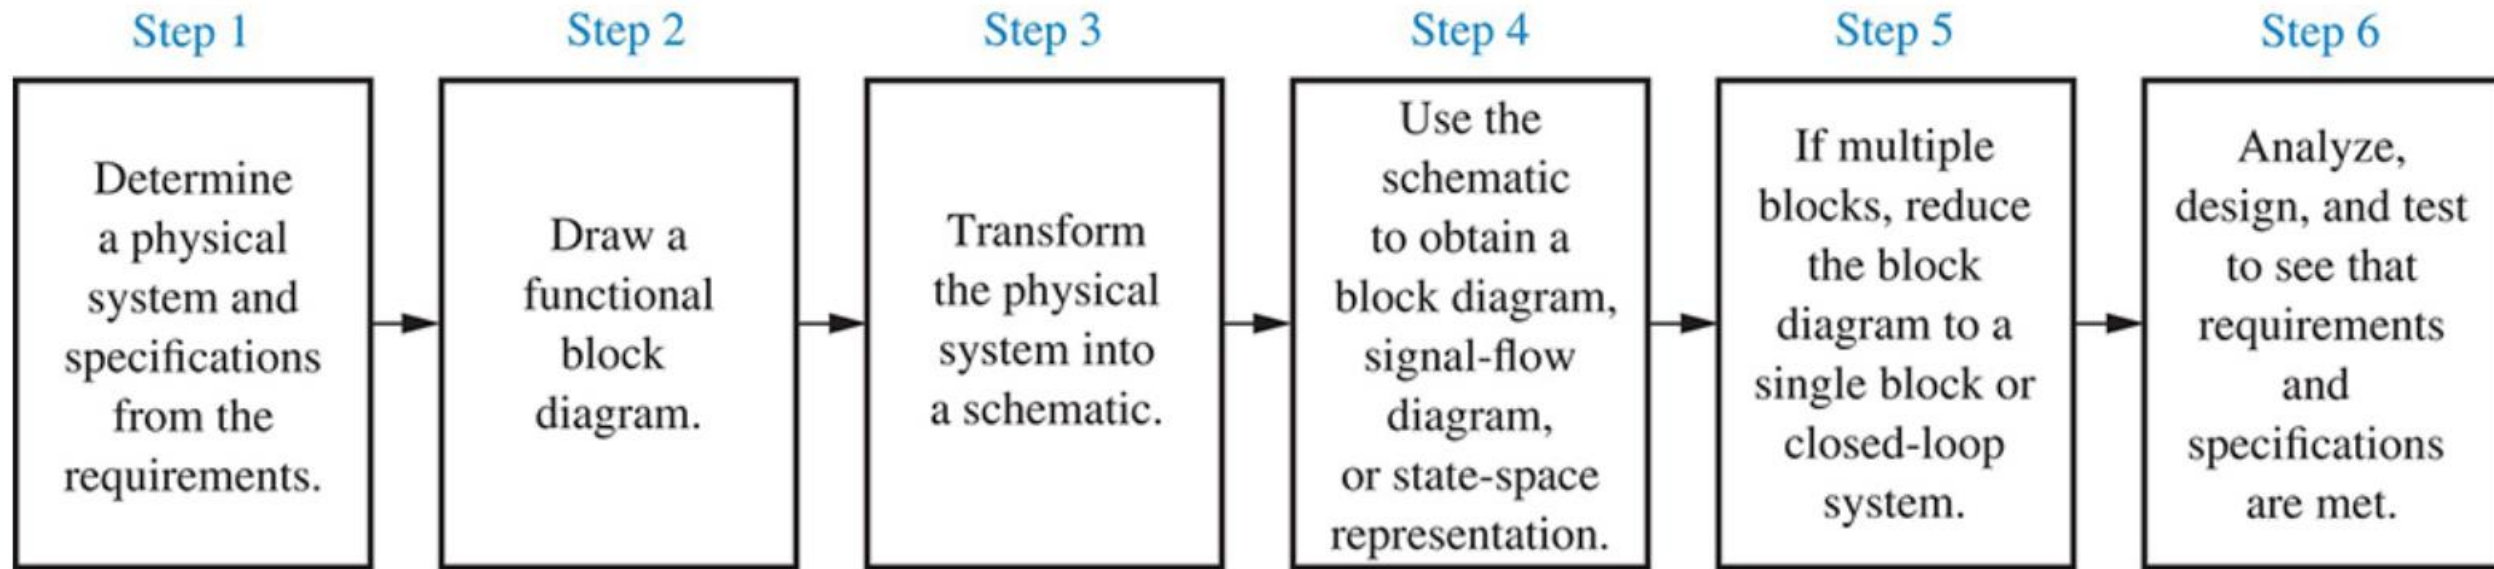 Step 1
Determine
a physical
system and
specifications
from the
requirements.
Step 2
Draw a
functional
block
diagram.
Step 3
Transform
the physical
system into
a schematic.
Step 4
Use the
schematic
to obtain a
block diagram,
signal-flow
diagram,
or state-space
representation.
Step 5
If multiple
blocks, reduce
the block
diagram to a
single block or
closed-loop
system.
Step 6
Analyze,
design, and test
to see that
requirements
and
specifications
are met.